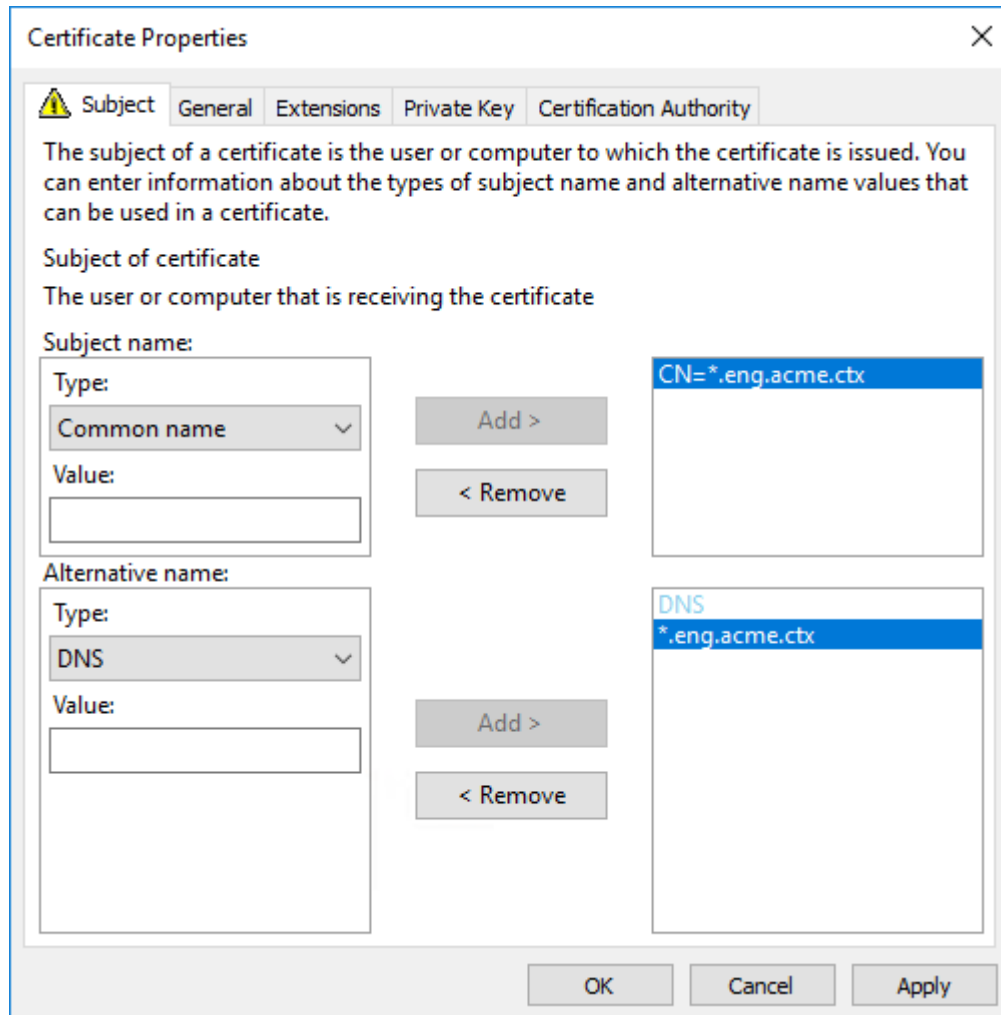 Certificate Properties
Subject General Extensions Private Key Certification Authority
The subject of a certificate is the user or computer to which the certificate is issued. You
can enter information about the types of subject name and alternative name values that
can be used in a certificate.
Subject of certificate
The user or computer that is receiving the certificate
Subject name:
Type:
Common name
Value:
Add >
< Remove
CN=*.eng.acme.ctx
Alternative name:
Type:
DNS
Value:
Add >
< Remove
DNS
*.eng.acme.ctx
OK Cancel Apply